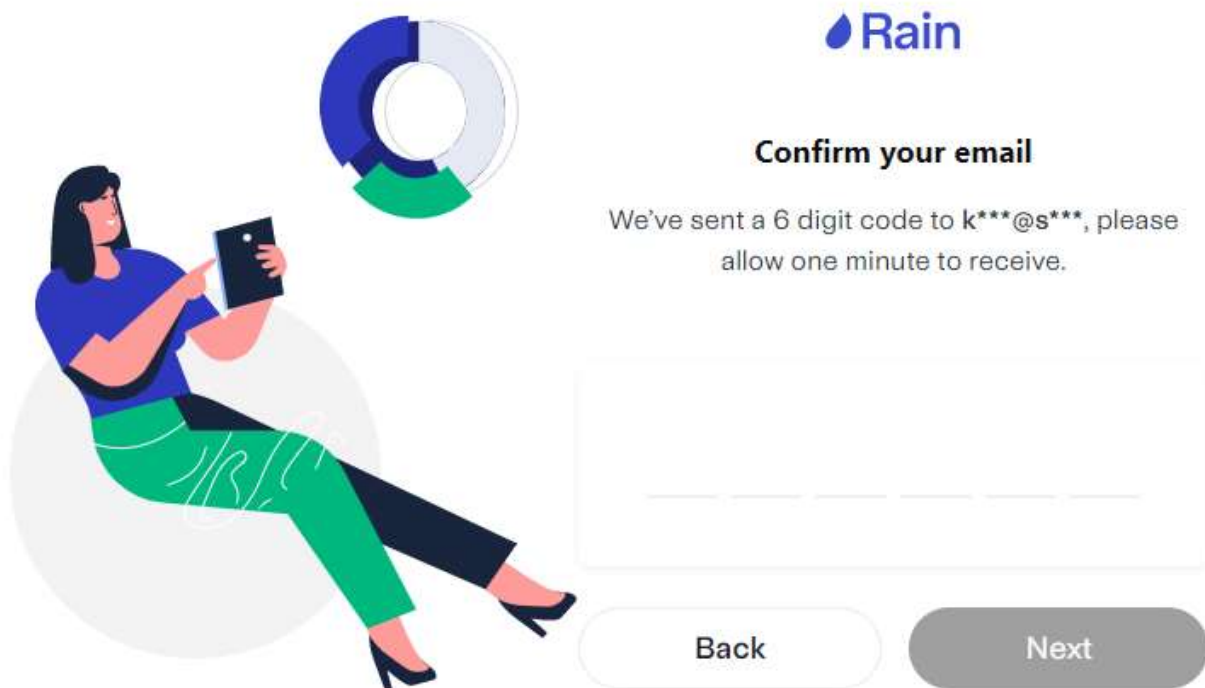 Rain
Confirm your email
We've sent a 6 digit code to k***@s***, please
allow one minute to receive.
Back
Next